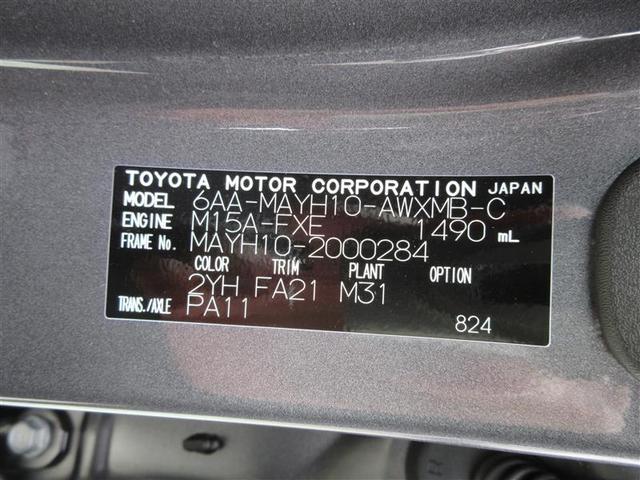 TOYOTA MOTOR CORPORATION JAPAN
MODEL 6AA-MAYH10-AWXMB-C
ENGINE M15A-FXE 1490 mL
FRAME No. MAYH10-2000284
COLOR TRIM PLANT OPTION
2YH FA21 M31
TRANS./AXLE PA11
824